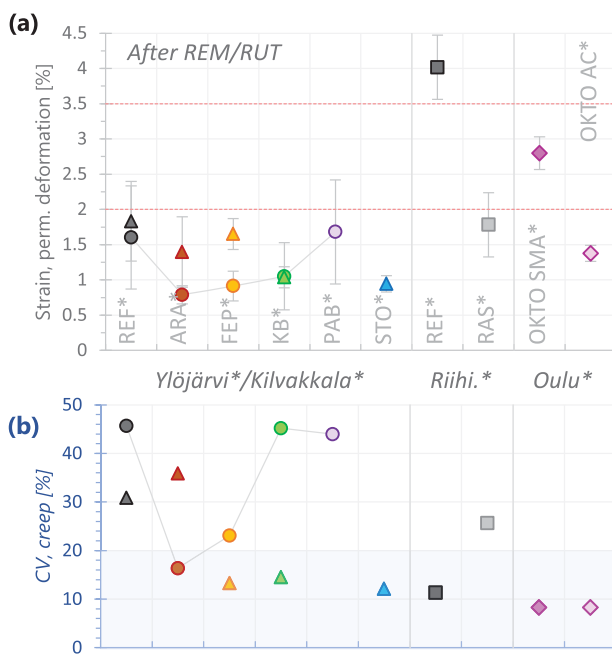 (a)
After REM/RUT
Strain, perm. deformation [%]
4.5
4
3.5
3
2.5
2
1.5
1
0.5
0
REF*
ARA*
FEP*
KB*
PAB*
STO*
REF*
RAS*
OKTO SMA*
OKTO AC*
Ylöjärvi*/Kilvakkala*
Riihi.*
Oulu*
(b)
CV, creep [%]
50
40
30
20
10
0